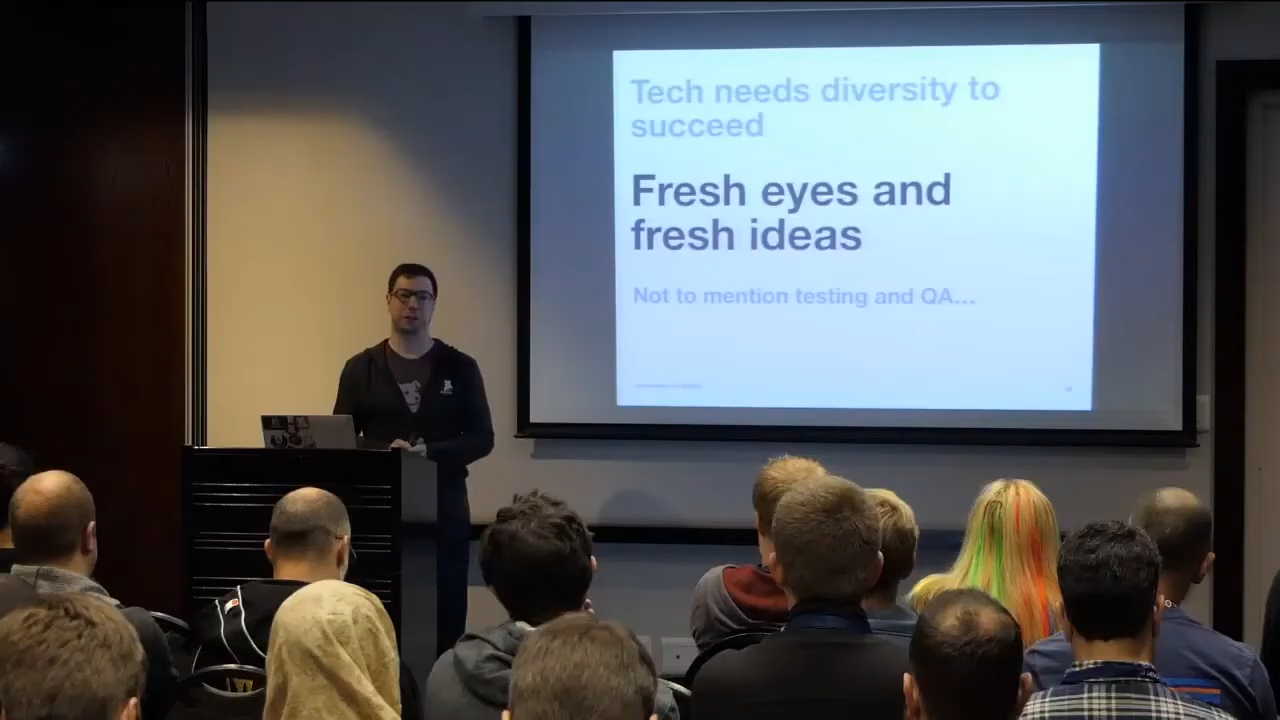 Tech needs diversity to
succeed
Fresh eyes and
fresh ideas
Not to mention testing and QA...